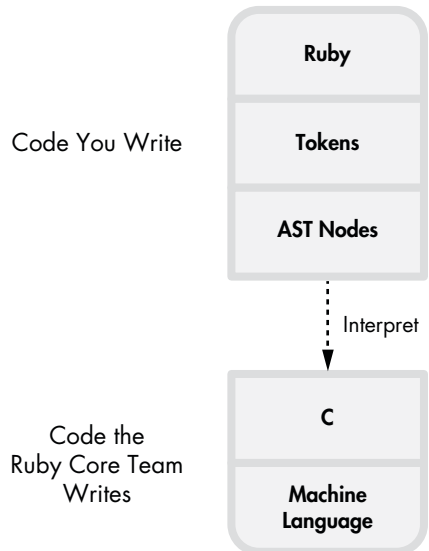 Ruby
Code You Write
Tokens
AST Nodes
Interpret
C
Code the
Ruby Core Team
Writes
Machine
Language